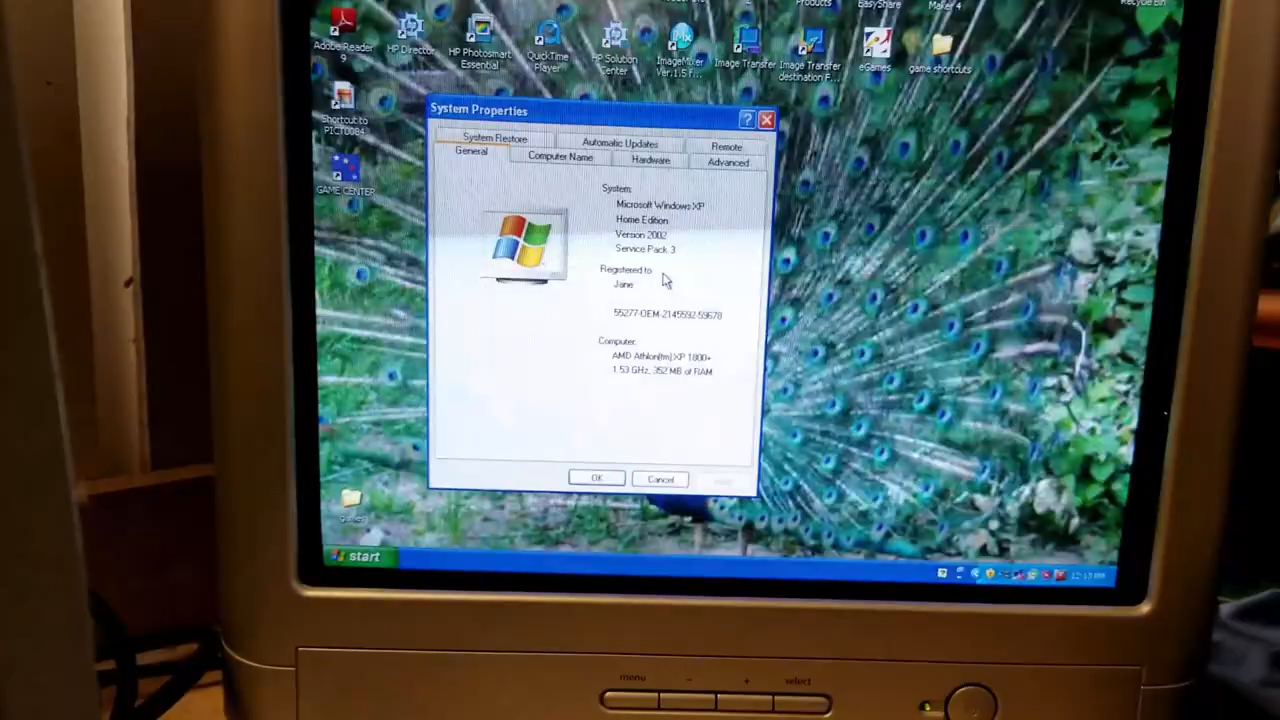 EasyShare
Maker 4
Products
Recycle Bin
Adobe Reader
9
HP Director
HP Photosmart
Essential
QuickTime
Player
HP Solution
Center
ImageMixer
Ver.1.5 f...
Image Transfer
Image Transfer
destination F...
eGames
game shortcuts
Shortcut to
PICT0084
GAME CENTER
System Properties
System Restore
Automatic Updates
Remote
General
Computer Name
Hardware
Advanced
System:
Microsoft Windows XP
Home Edition
Version 2002
Service Pack 3
Registered to:
Jane
55277-OEM-2145592-59678
Computer:
AMD Athlon(tm) XP 1800+
1.53 GHz, 352 MB of RAM
OK
Cancel
games
start
menu
-
+
select